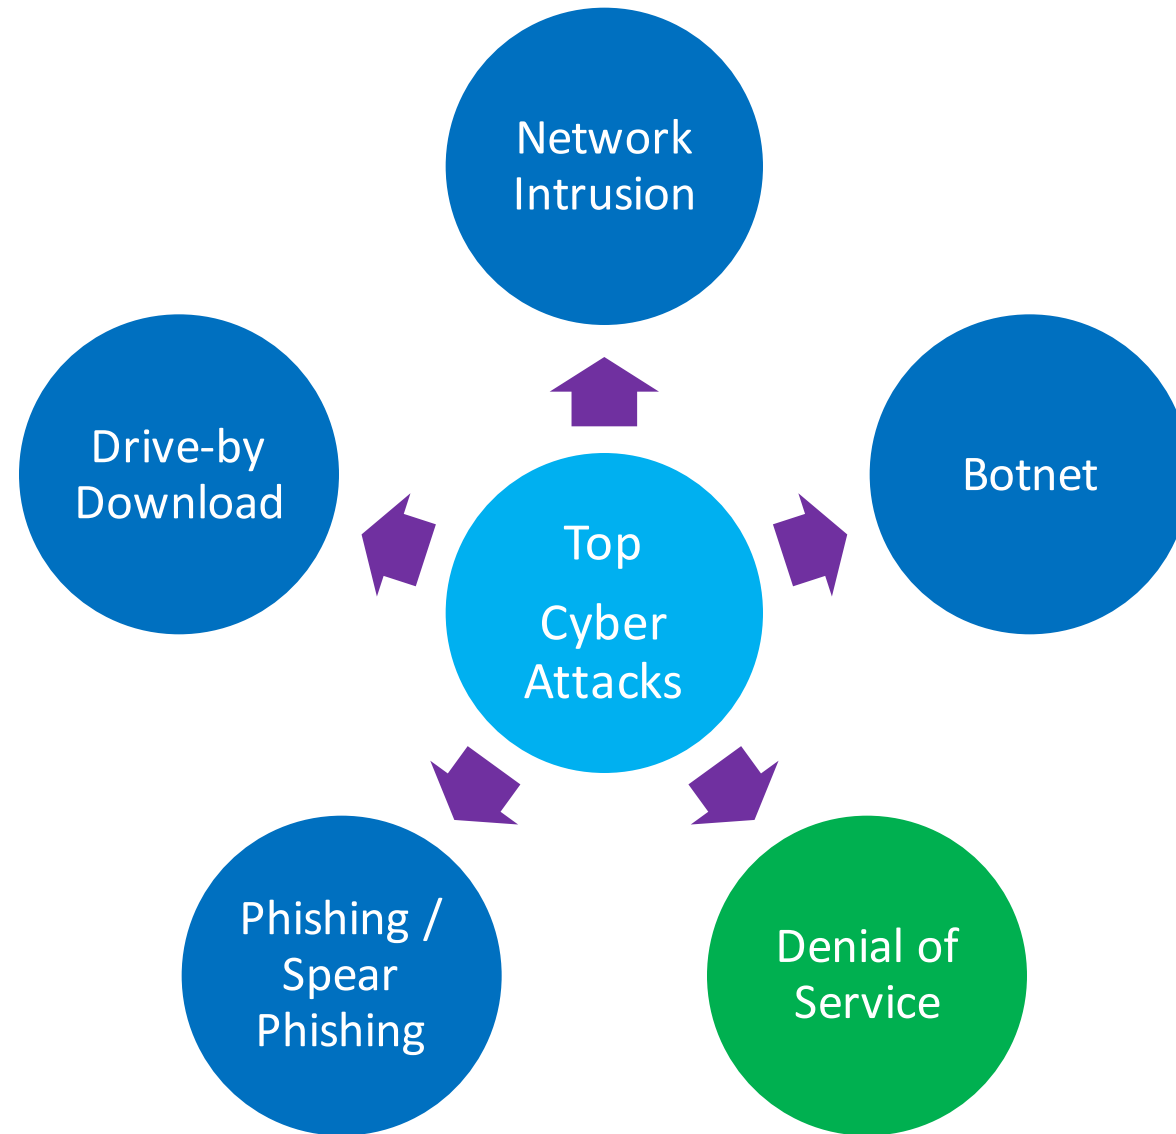 Network
Intrusion
Drive-by
Download
Botnet
Top
Cyber
Attacks
Phishing /
Spear
Phishing
Denial of
Service